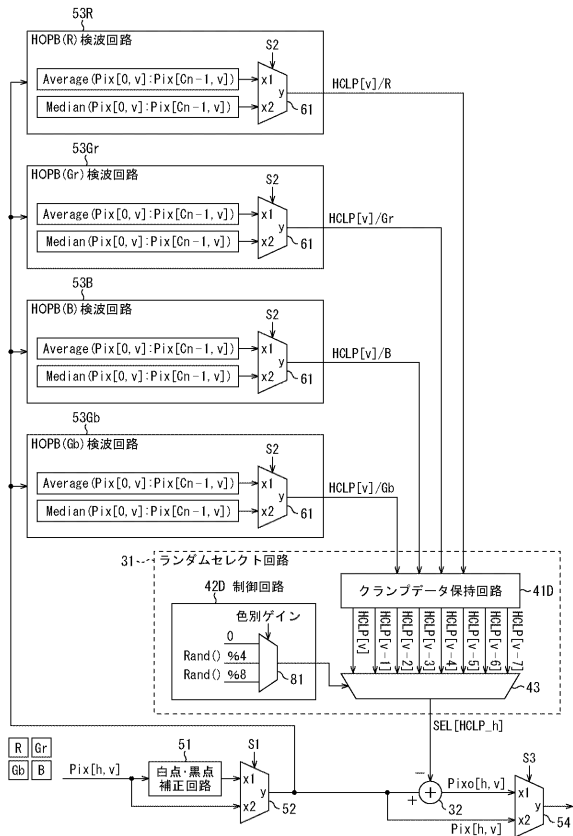 53R
HOPB(R)検波回路
S2
Average(Pix[0,v]:Pix[Cn-1,v])
x1
y
Median(Pix[0,v]:Pix[Cn-1,v])
x2
61
HCLP[v]/R
53Gr
HOPB(Gr)検波回路
S2
Average(Pix[0,v]:Pix[Cn-1,v])
x1
y
Median(Pix[0,v]:Pix[Cn-1,v])
x2
61
HCLP[v]/Gr
53B
HOPB(B)検波回路
S2
Average(Pix[0,v]:Pix[Cn-1,v])
x1
y
Median(Pix[0,v]:Pix[Cn-1,v])
x2
61
HCLP[v]/B
53Gb
HOPB(Gb)検波回路
S2
Average(Pix[0,v]:Pix[Cn-1,v])
x1
y
Median(Pix[0,v]:Pix[Cn-1,v])
x2
61
HCLP[v]/Gb
31
ランダムセレクト回路
42D 制御回路
色別ゲイン
0
Rand() %4
Rand() %8
81
クランプデータ保持回路
41D
HCLP[v]
HCLP[v-1]
HCLP[v-2]
HCLP[v-3]
HCLP[v-4]
HCLP[v-5]
HCLP[v-6]
HCLP[v-7]
43
SEL[HCLP_h]
R Gr
Gb B
Pix[h,v]
51
白点・黒点
補正回路
S1
x1
x2
52
−
+
32
Pixo[h,v]
Pix[h,v]
S3
x1
y
x2
54